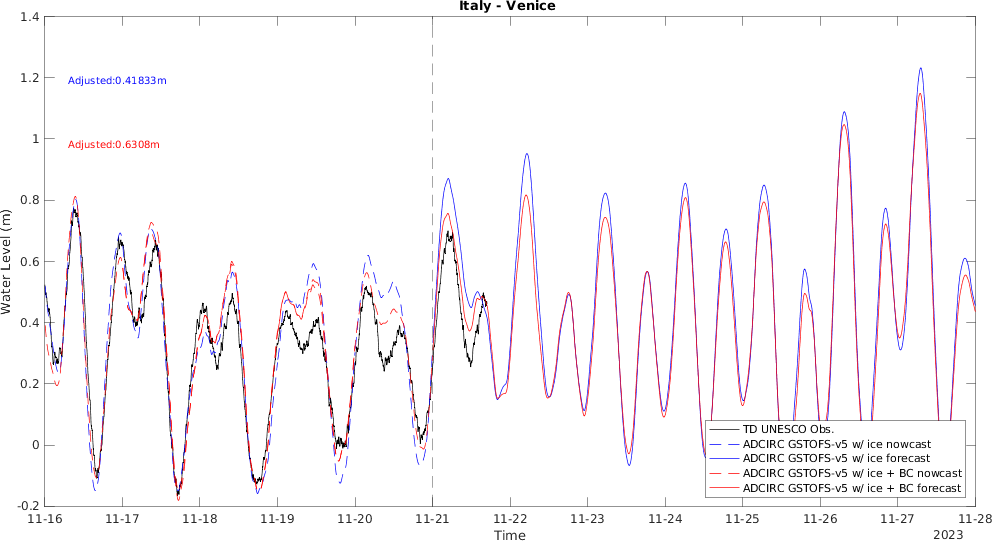 Italy - Venice
1.4
1.2
1
0.8
0.6
0.4
0.2
0
-0.2
Water Level (m)
Adjusted:0.41833m
Adjusted:0.6308m
TD UNESCO Obs.
ADCIRC GSTOFS-v5 w/ ice nowcast
ADCIRC GSTOFS-v5 w/ ice forecast
ADCIRC GSTOFS-v5 w/ ice + BC nowcast
ADCIRC GSTOFS-v5 w/ ice + BC forecast
11-16 11-17 11-18 11-19 11-20 11-21 11-22 11-23 11-24 11-25 11-26 11-27 11-28
Time
2023